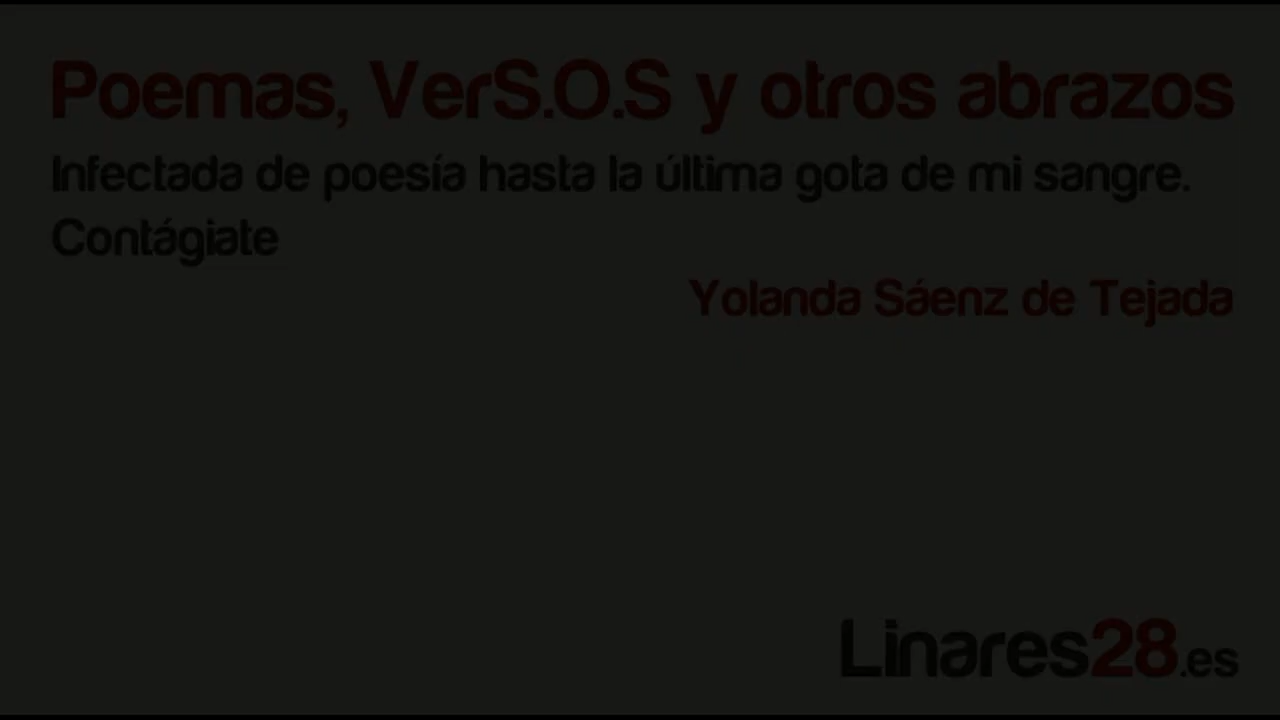 Poemas, VerS.O.S y otros abrazos
Infectada de poesía hasta la última gota de mi sangre.
Contágiate
Yolanda Sáenz de Tejada
Linares28.es